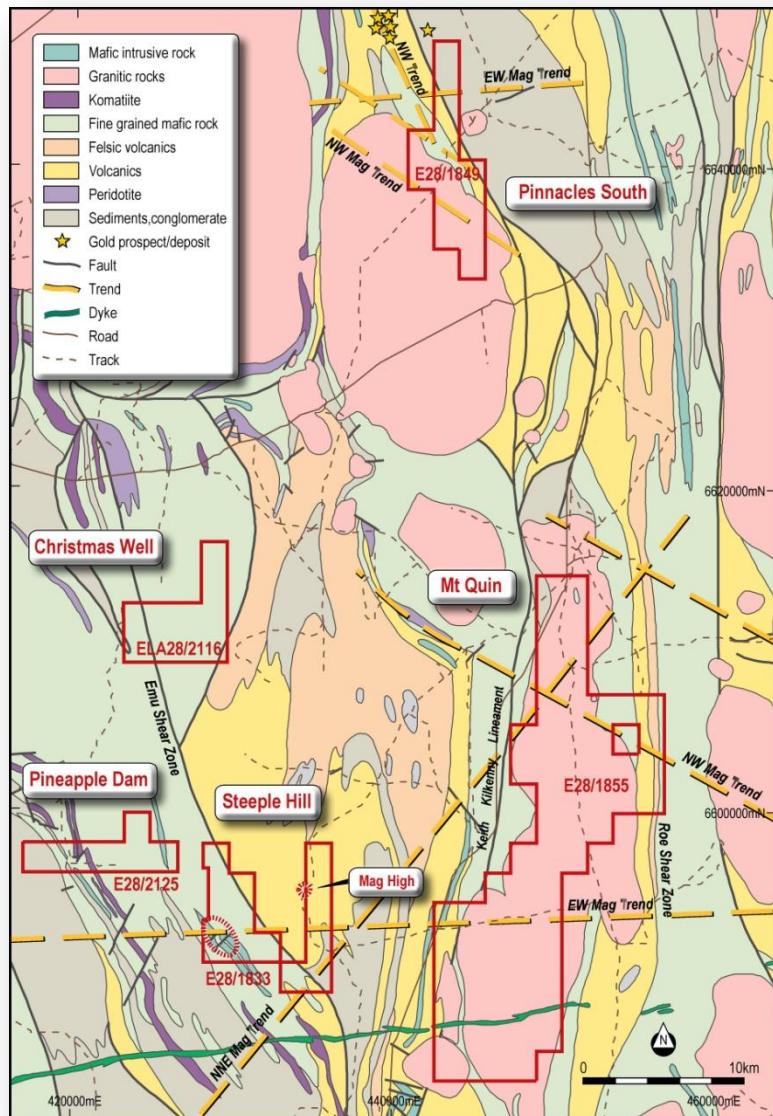 Mafic intrusive rock
Granitic rocks
Komatiite
Fine grained mafic rock
Felsic volcanics
Volcanics
Peridotite
Sediments,conglomerate
Gold prospect/deposit
Fault
Trend
Dyke
Road
Track
NW Trend
EW Mag Trend
NW Mag Trend
E28/1849
6640000mN
Pinnacles South
6620000mN
Christmas Well
Mt Quin
ELA28/2116
Emu Shear Zone
Keith Kilkenny Lineament
Pineapple Dam
Steeple Hill
E28/1855
NW Mag Trend
6600000mN
Roe Shear Zone
E28/2125
Mag High
EW Mag Trend
E28/1833
NNE Mag Trend
N
0 10km
420000mE 440000mE 460000mE